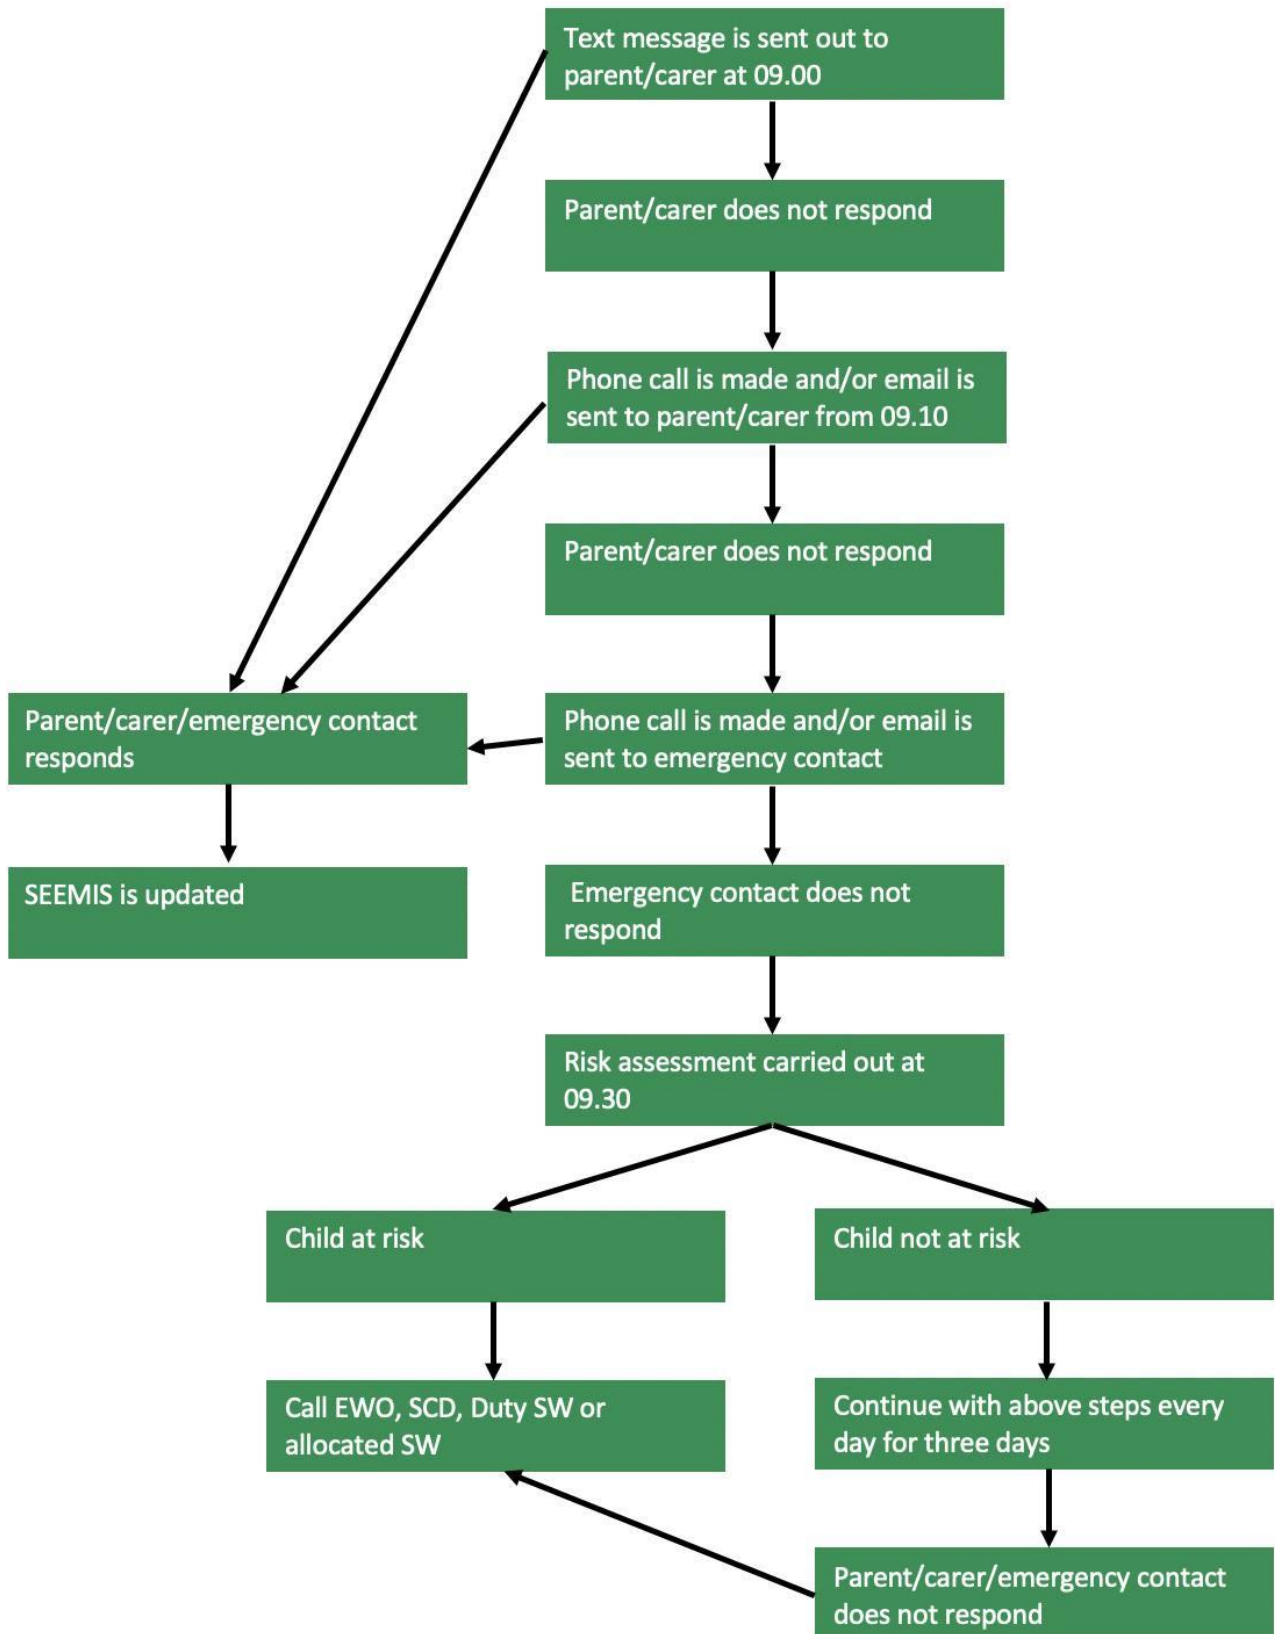 Text message is sent out to
parent/carer at 09.00
Parent/carer does not respond
Phone call is made and/or email is
sent to parent/carer from 09.10
Parent/carer does not respond
Parent/carer/emergency contact
responds
Phone call is made and/or email is
sent to emergency contact
SEEMIS is updated
Emergency contact does not
respond
Risk assessment carried out at
09.30
Child at risk
Child not at risk
Call EWO, SCD, Duty SW or
allocated SW
Continue with above steps every
day for three days
Parent/carer/emergency contact
does not respond